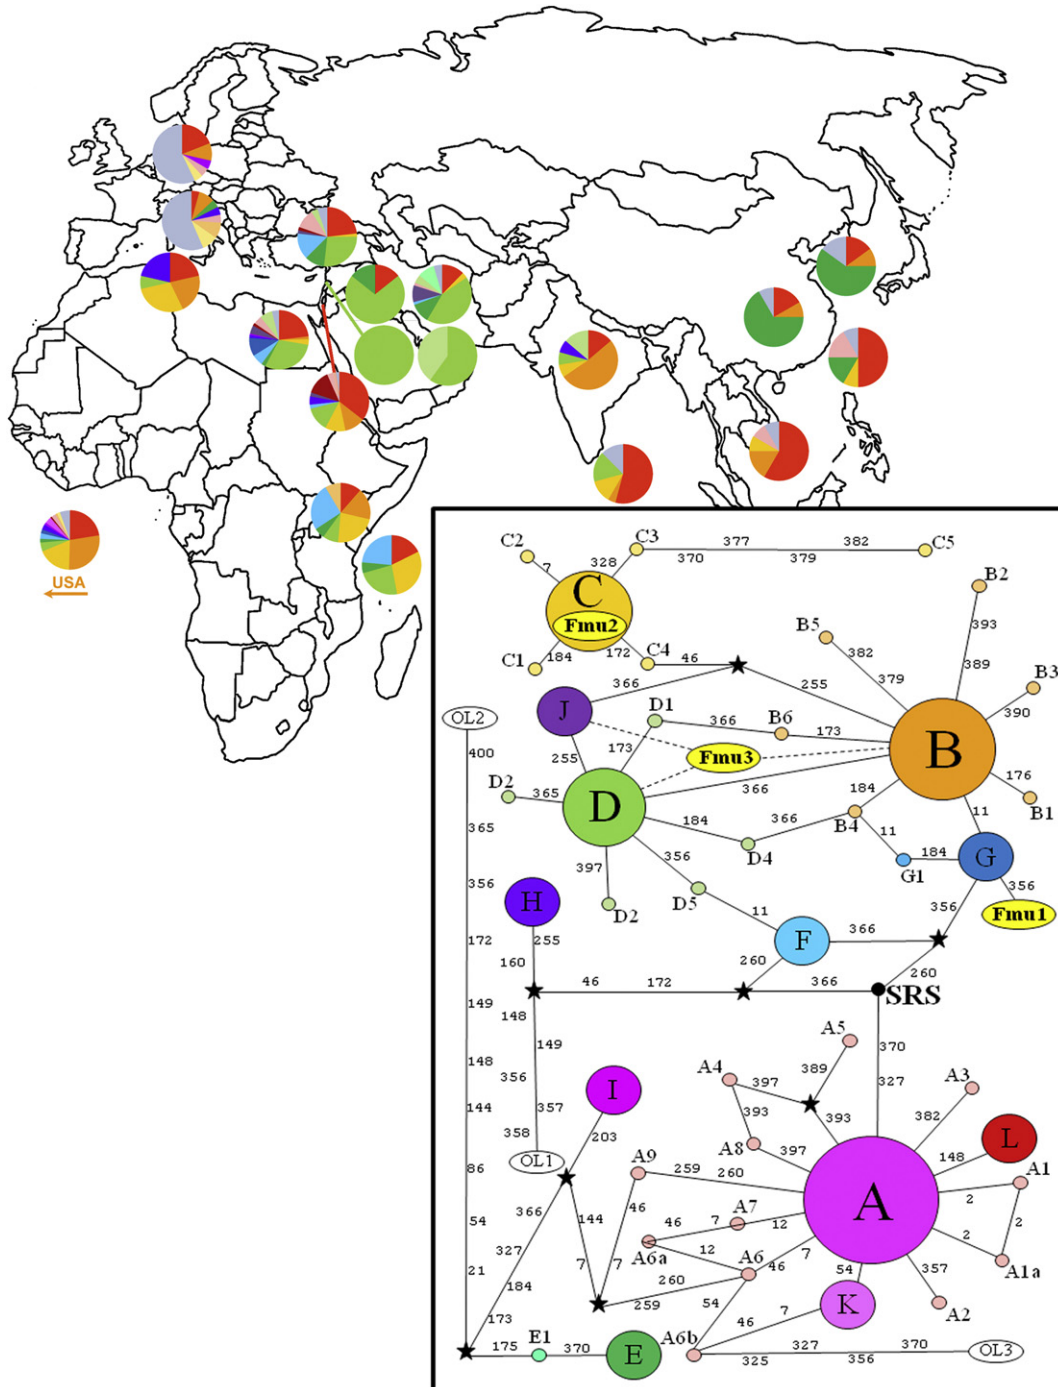 USA
C2
C3
377
382
C5
7
328
370
379
B2
C
Fmu2
B5
393
382
C1
184
172
C4
46
389
B3
366
379
255
390
J
D1
OL2
366
B6
173
B
400
255
173
Fmu3
176
D2
365
D
366
184
11
B1
184
366
B4
11
365
397
D4
184
G
356
G1
356
356
H
D2
D5
11
356
Fmu1
F
366
172
255
260
160
260
46
172
366
SRS
149
148
A5
149
370
148
A4
389
356
I
397
A3
144
357
393
327
382
393
L
358
203
A8
397
148
86
OL1
A9
259
260
A1
366
46
A7
A
2
54
144
46
7
12
2
327
A6a
12
7
2
21
7
7
A6
46
54
357
A1a
184
260
K
259
54
7
A2
173
46
E1
A6b
327
370
OL3
175
370
E
325
356